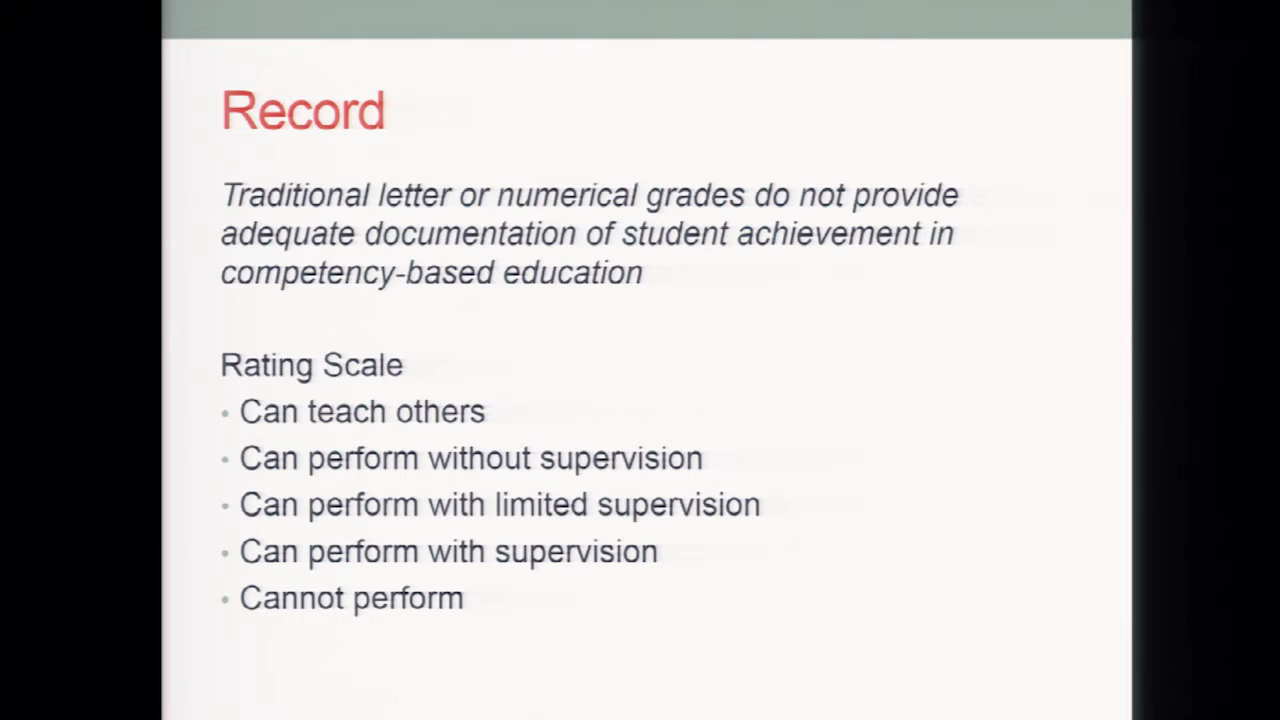 Record
Traditional letter or numerical grades do not provide
adequate documentation of student achievement in
competency-based education
Rating Scale
• Can teach others
• Can perform without supervision
• Can perform with limited supervision
• Can perform with supervision
• Cannot perform